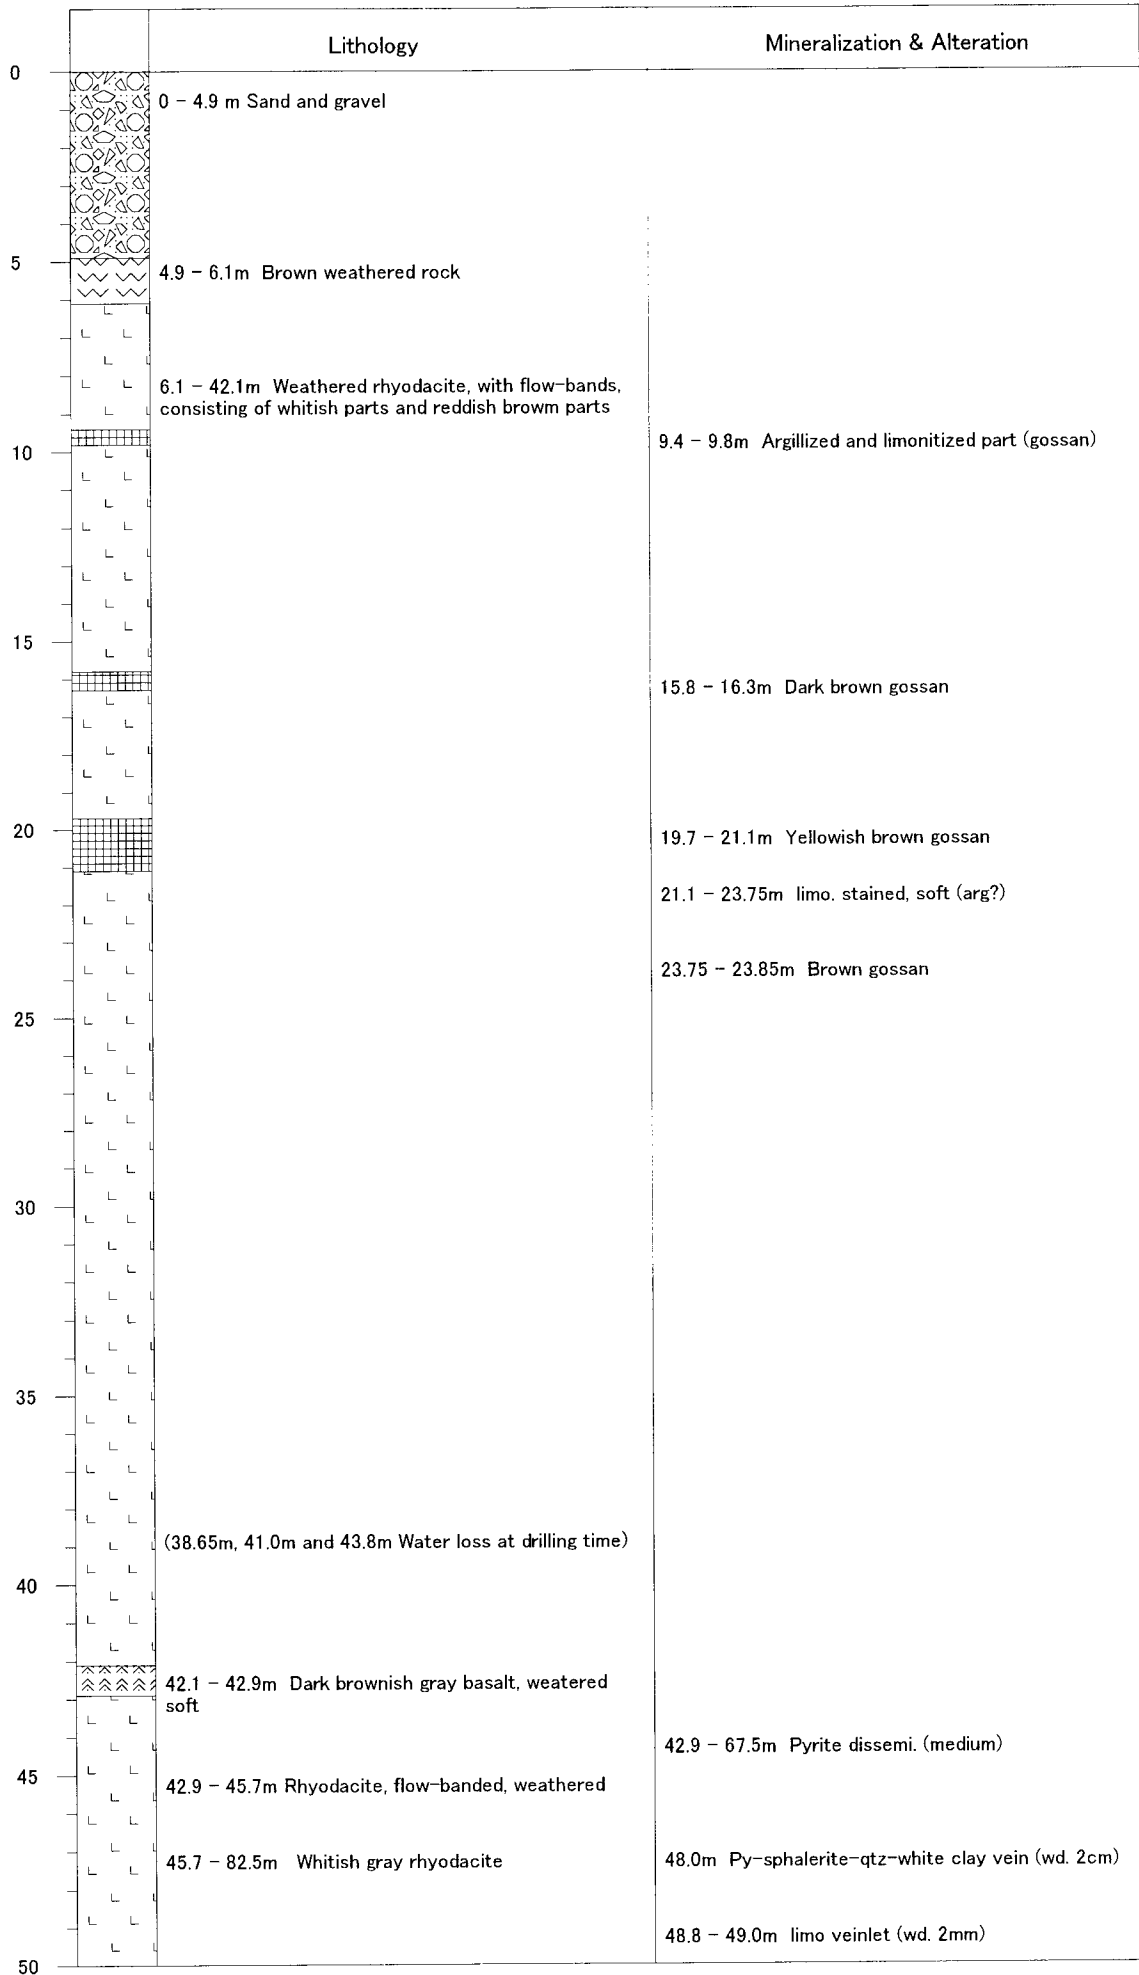 Lithology
Mineralization & Alteration
0
0 - 4.9 m Sand and gravel
5
4.9 - 6.1m Brown weathered rock
6.1 - 42.1m Weathered rhyodacite, with flow-bands,
consisting of whitish parts and reddish browm parts
9.4 - 9.8m Argillized and limonitized part (gossan)
10
15
15.8 - 16.3m Dark brown gossan
20
19.7 - 21.1m Yellowish brown gossan
21.1 - 23.75m limo. stained, soft (arg?)
23.75 - 23.85m Brown gossan
25
30
35
(38.65m, 41.0m and 43.8m Water loss at drilling time)
40
42.1 - 42.9m Dark brownish gray basalt, weatered
soft
42.9 - 67.5m Pyrite dissemi. (medium)
45
42.9 - 45.7m Rhyodacite, flow-banded, weathered
45.7 - 82.5m Whitish gray rhyodacite
48.0m Py-sphalerite-qtz-white clay vein (wd. 2cm)
48.8 - 49.0m limo veinlet (wd. 2mm)
50